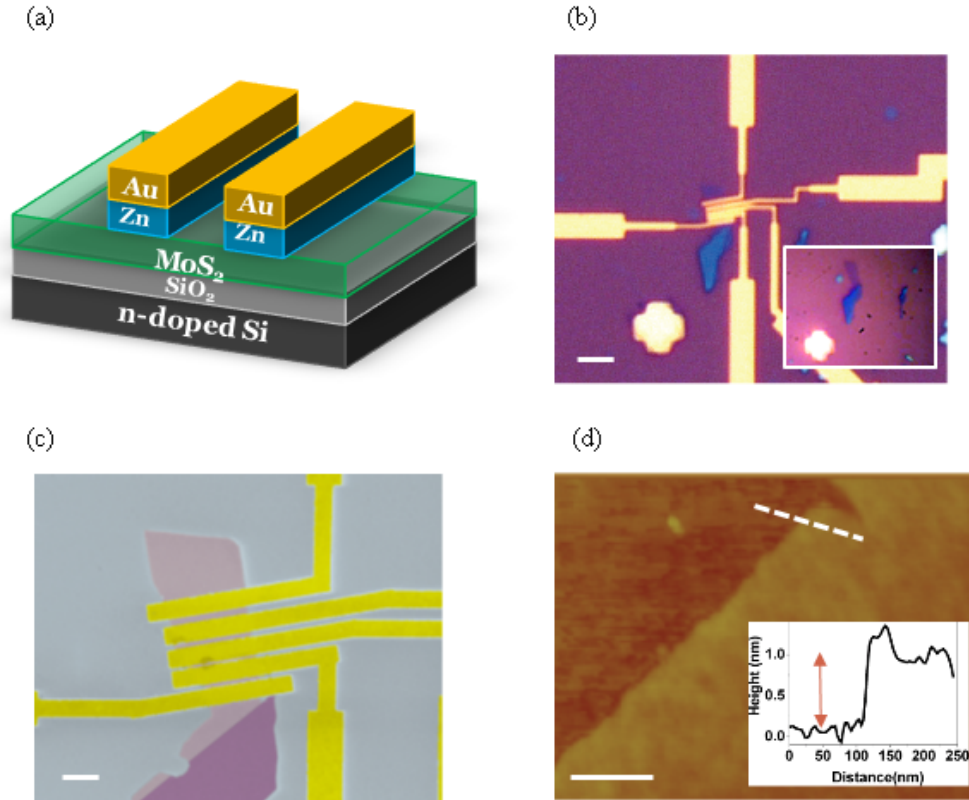 (a)
(b)
Au
Au
Zn
Zn
MoS₂
SiO₂
n-doped Si
(c)
(d)
Height (nm)
1.0
0.5
0.0
0 50 100 150 200 250
Distance(nm)